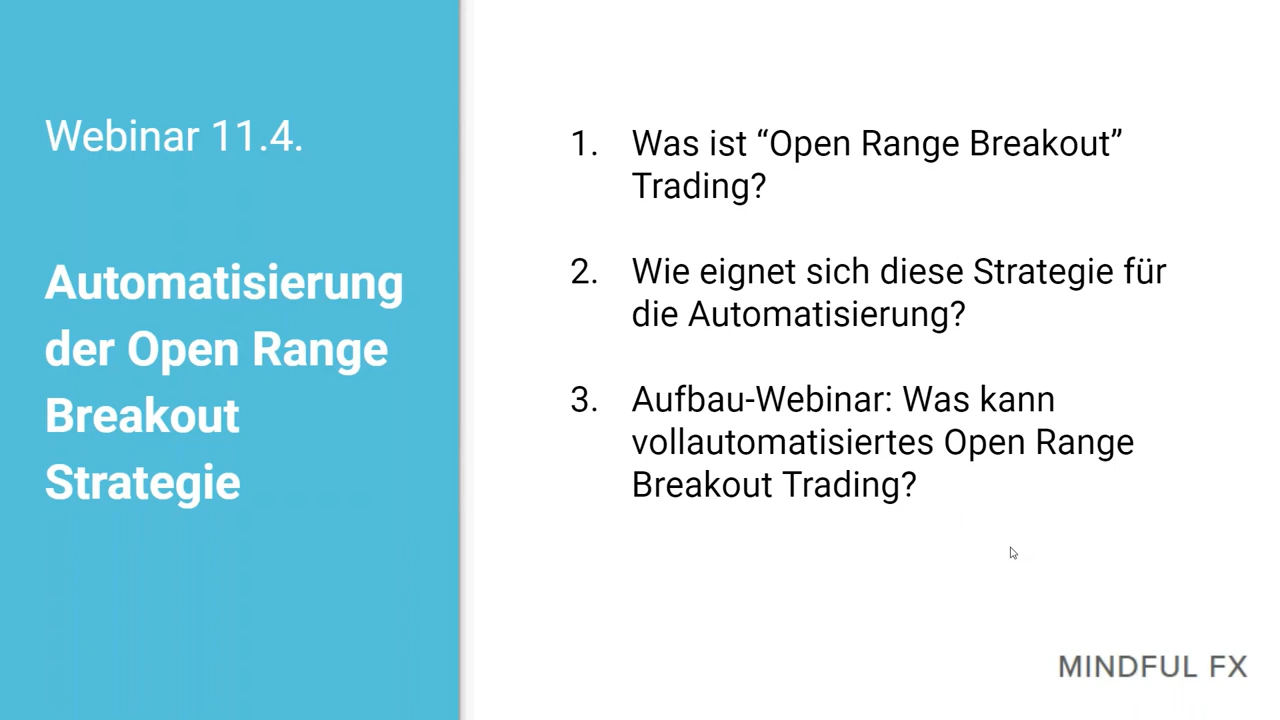 Webinar 11.4.
Automatisierung
der Open Range
Breakout
Strategie
1. Was ist “Open Range Breakout”
Trading?
2. Wie eignet sich diese Strategie für
die Automatisierung?
3. Aufbau-Webinar: Was kann
vollautomatisiertes Open Range
Breakout Trading?
MINDFUL FX